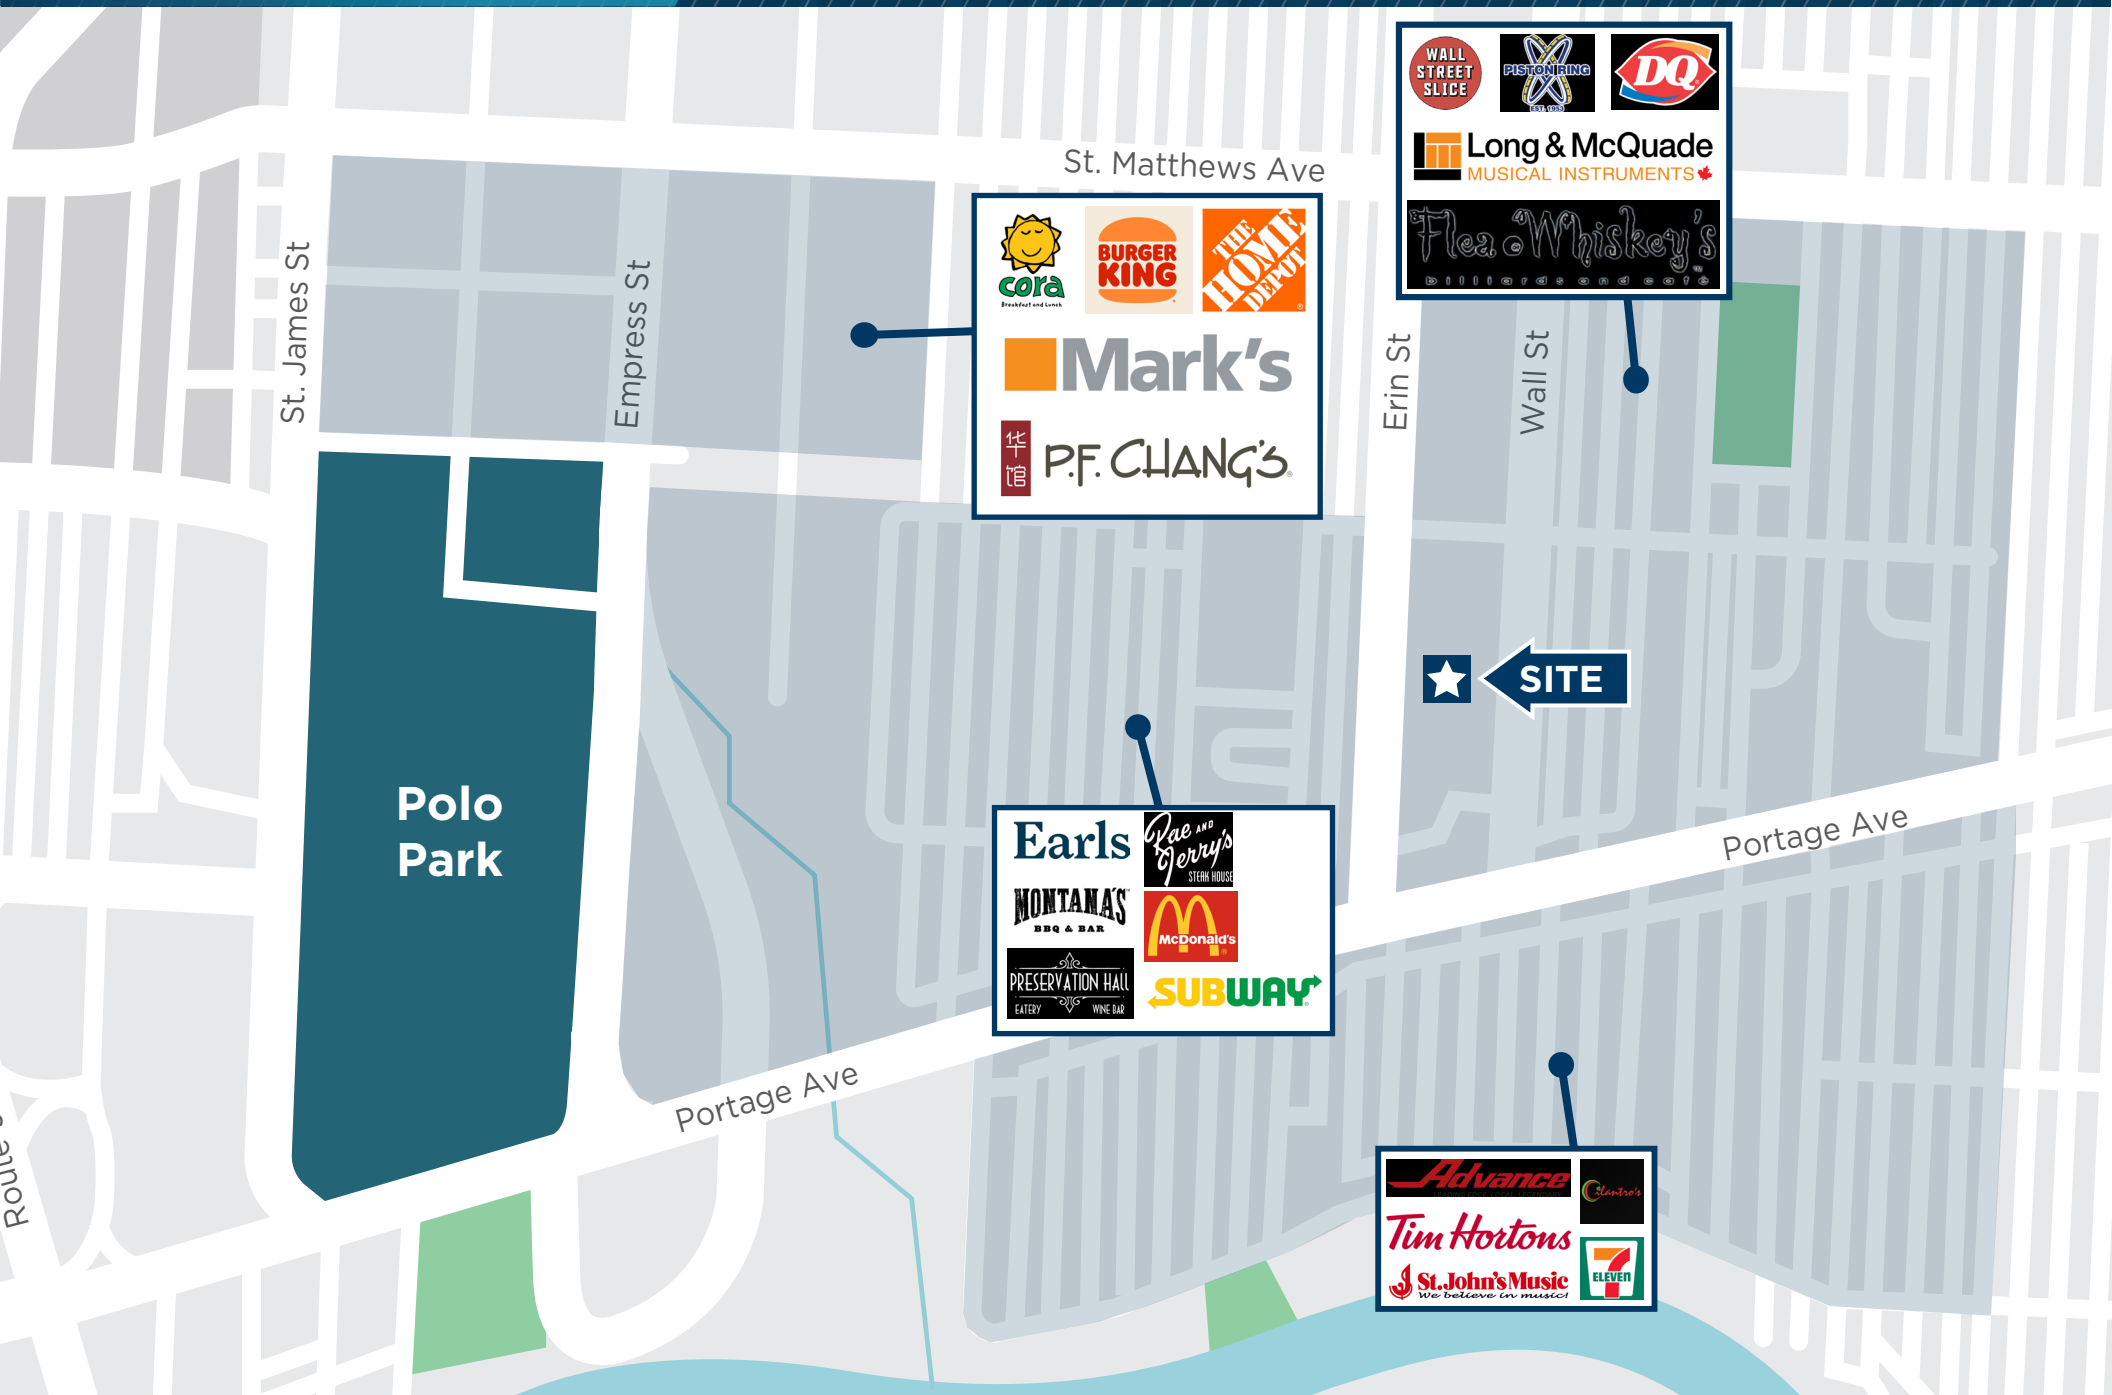 WALL
STREET
SLICE
PISTON RING
EST. 1963
DQ
Long & McQuade
MUSICAL INSTRUMENTS
Flea Whiskey's
billiards and café
St. Matthews Ave
cora
Breakfast and Lunch
BURGER
KING
THE
HOME
DEPOT
Mark's
华
馆
P.F. CHANG'S
St. James St
Empress St
Erin St
Wall St
SITE
Polo
Park
Portage Ave
Earls
Rae AND
Jerry's
STEAK HOUSE
MONTANA'S
BBQ & BAR
McDonald's
PRESERVATION HALL
EATERY WINE BAR
SUBWAY
Portage Ave
Advance
Cilantro's
Tim Hortons
St. John's Music
We believe in music!
7
ELEVEN
Route